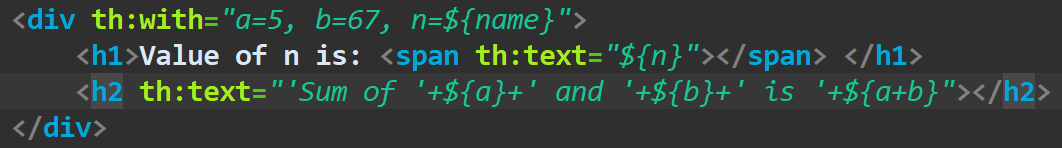 <div th:with="a=5, b=67, n=${name}">
<h1>Value of n is: <span th:text="${n}"></span> </h1>
<h2 th:text="'Sum of '+${a}+' and '+${b}+' is '+${a+b}"></h2>
</div>